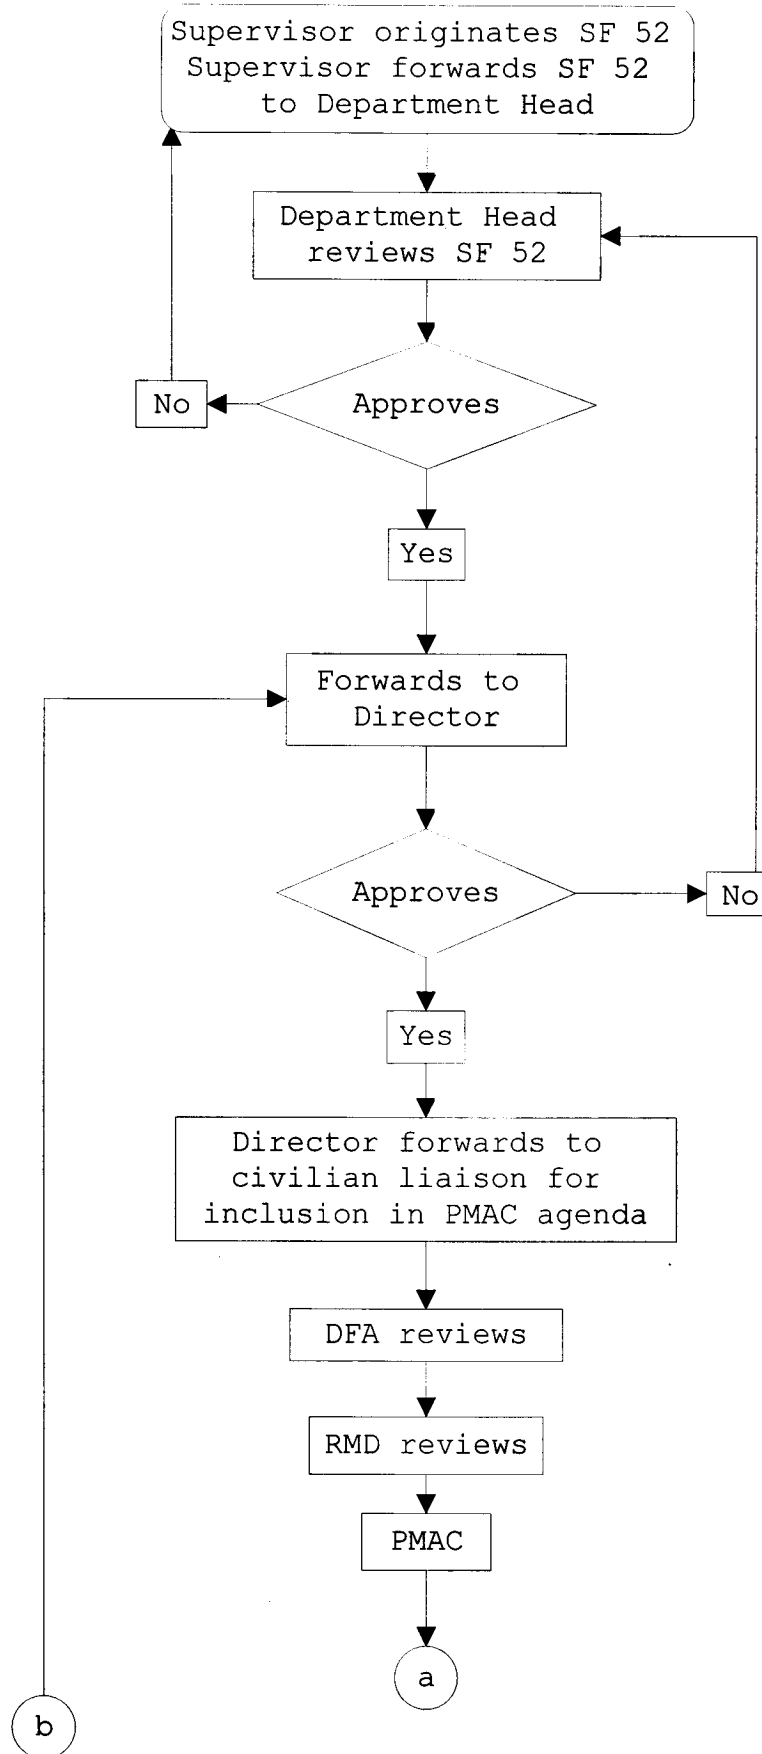 Supervisor originates SF 52
Supervisor forwards SF 52
to Department Head
Department Head
reviews SF 52
Approves
No
Yes
Forwards to
Director
Approves
No
Yes
Director forwards to
civilian liaison for
inclusion in PMAC agenda
DFA reviews
RMD reviews
PMAC
a
b